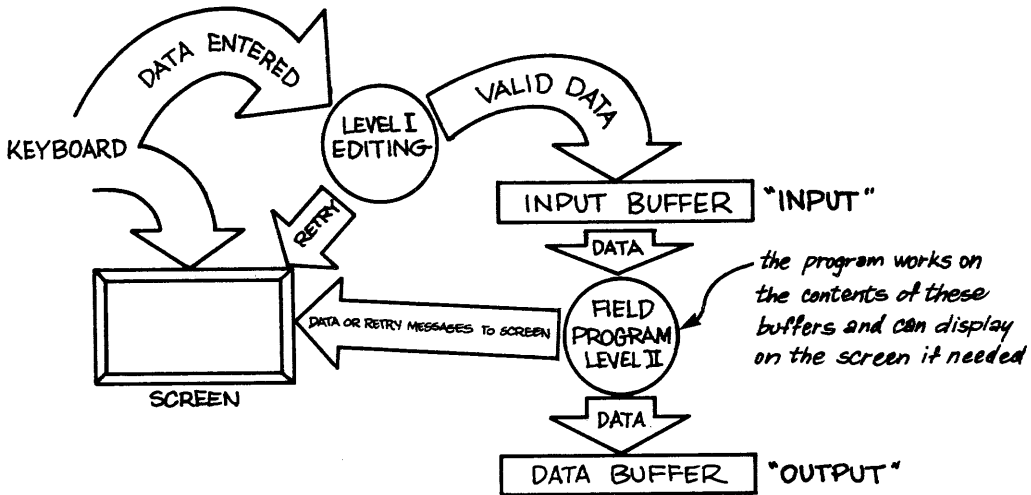 DATA ENTERED
VALID DATA
KEYBOARD
LEVEL I
EDITING
RETRY
INPUT BUFFER
"INPUT"
DATA
the program works on
the contents of these
buffers and can display
on the screen if needed
FIELD
PROGRAM
LEVEL II
DATA OR RETRY MESSAGES TO SCREEN
SCREEN
DATA
DATA BUFFER
"OUTPUT"